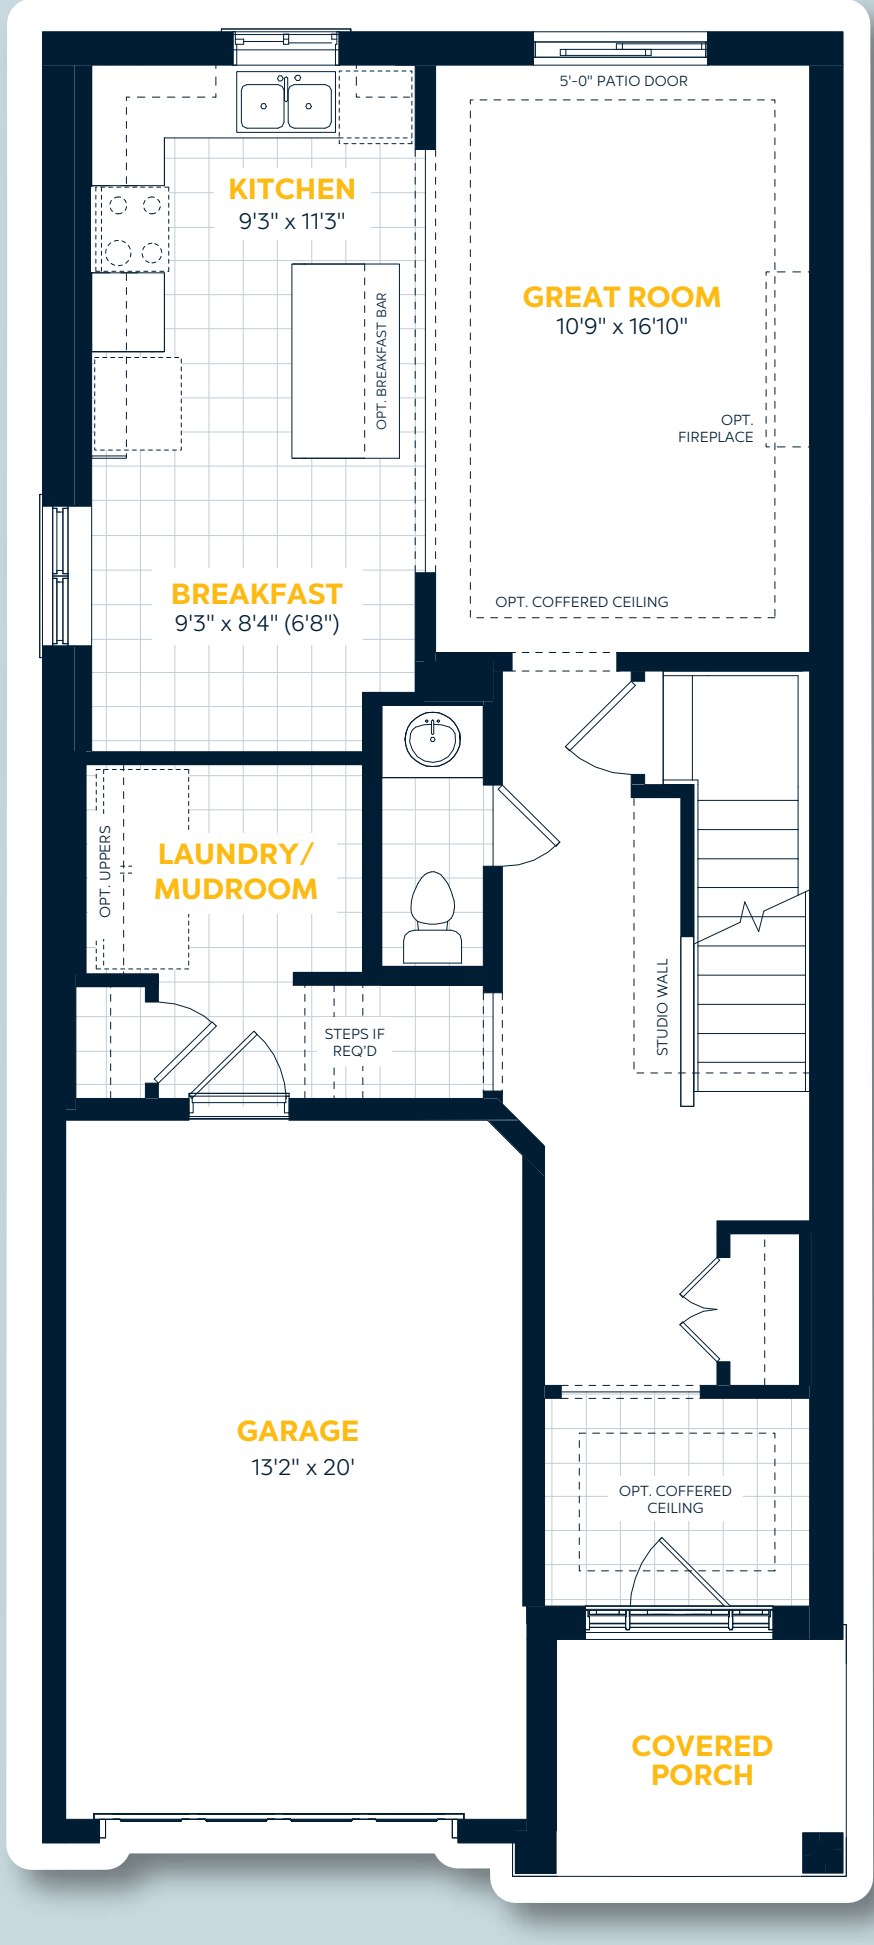 5'-0" PATIO DOOR
KITCHEN
9'3" x 11'3"
GREAT ROOM
10'9" x 16'10"
OPT. BREAKFAST BAR
OPT.
FIREPLACE
BREAKFAST
9'3" x 8'4" (6'8")
OPT. COFFERED CEILING
OPT. UPPERS
LAUNDRY/
MUDROOM
STUDIO WALL
STEPS IF
REQ'D
GARAGE
13'2" x 20'
OPT. COFFERED
CEILING
COVERED
PORCH